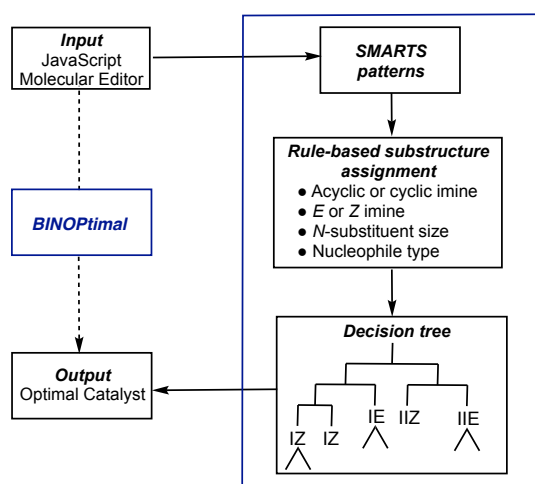 Input
JavaScript
Molecular Editor
SMARTS
patterns
Rule-based substructure
assignment
● Acyclic or cyclic imine
● E or Z imine
● N-substituent size
● Nucleophile type
BINOPtimal
Decision tree
IE IIZ IIE
IZ IZ
Output
Optimal Catalyst